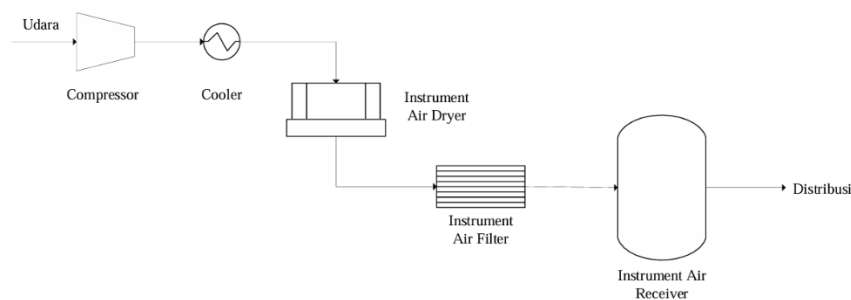 Udara
Compressor
Cooler
Instrument
Air Dryer
Instrument
Air Filter
Instrument Air
Receiver
Distribusi